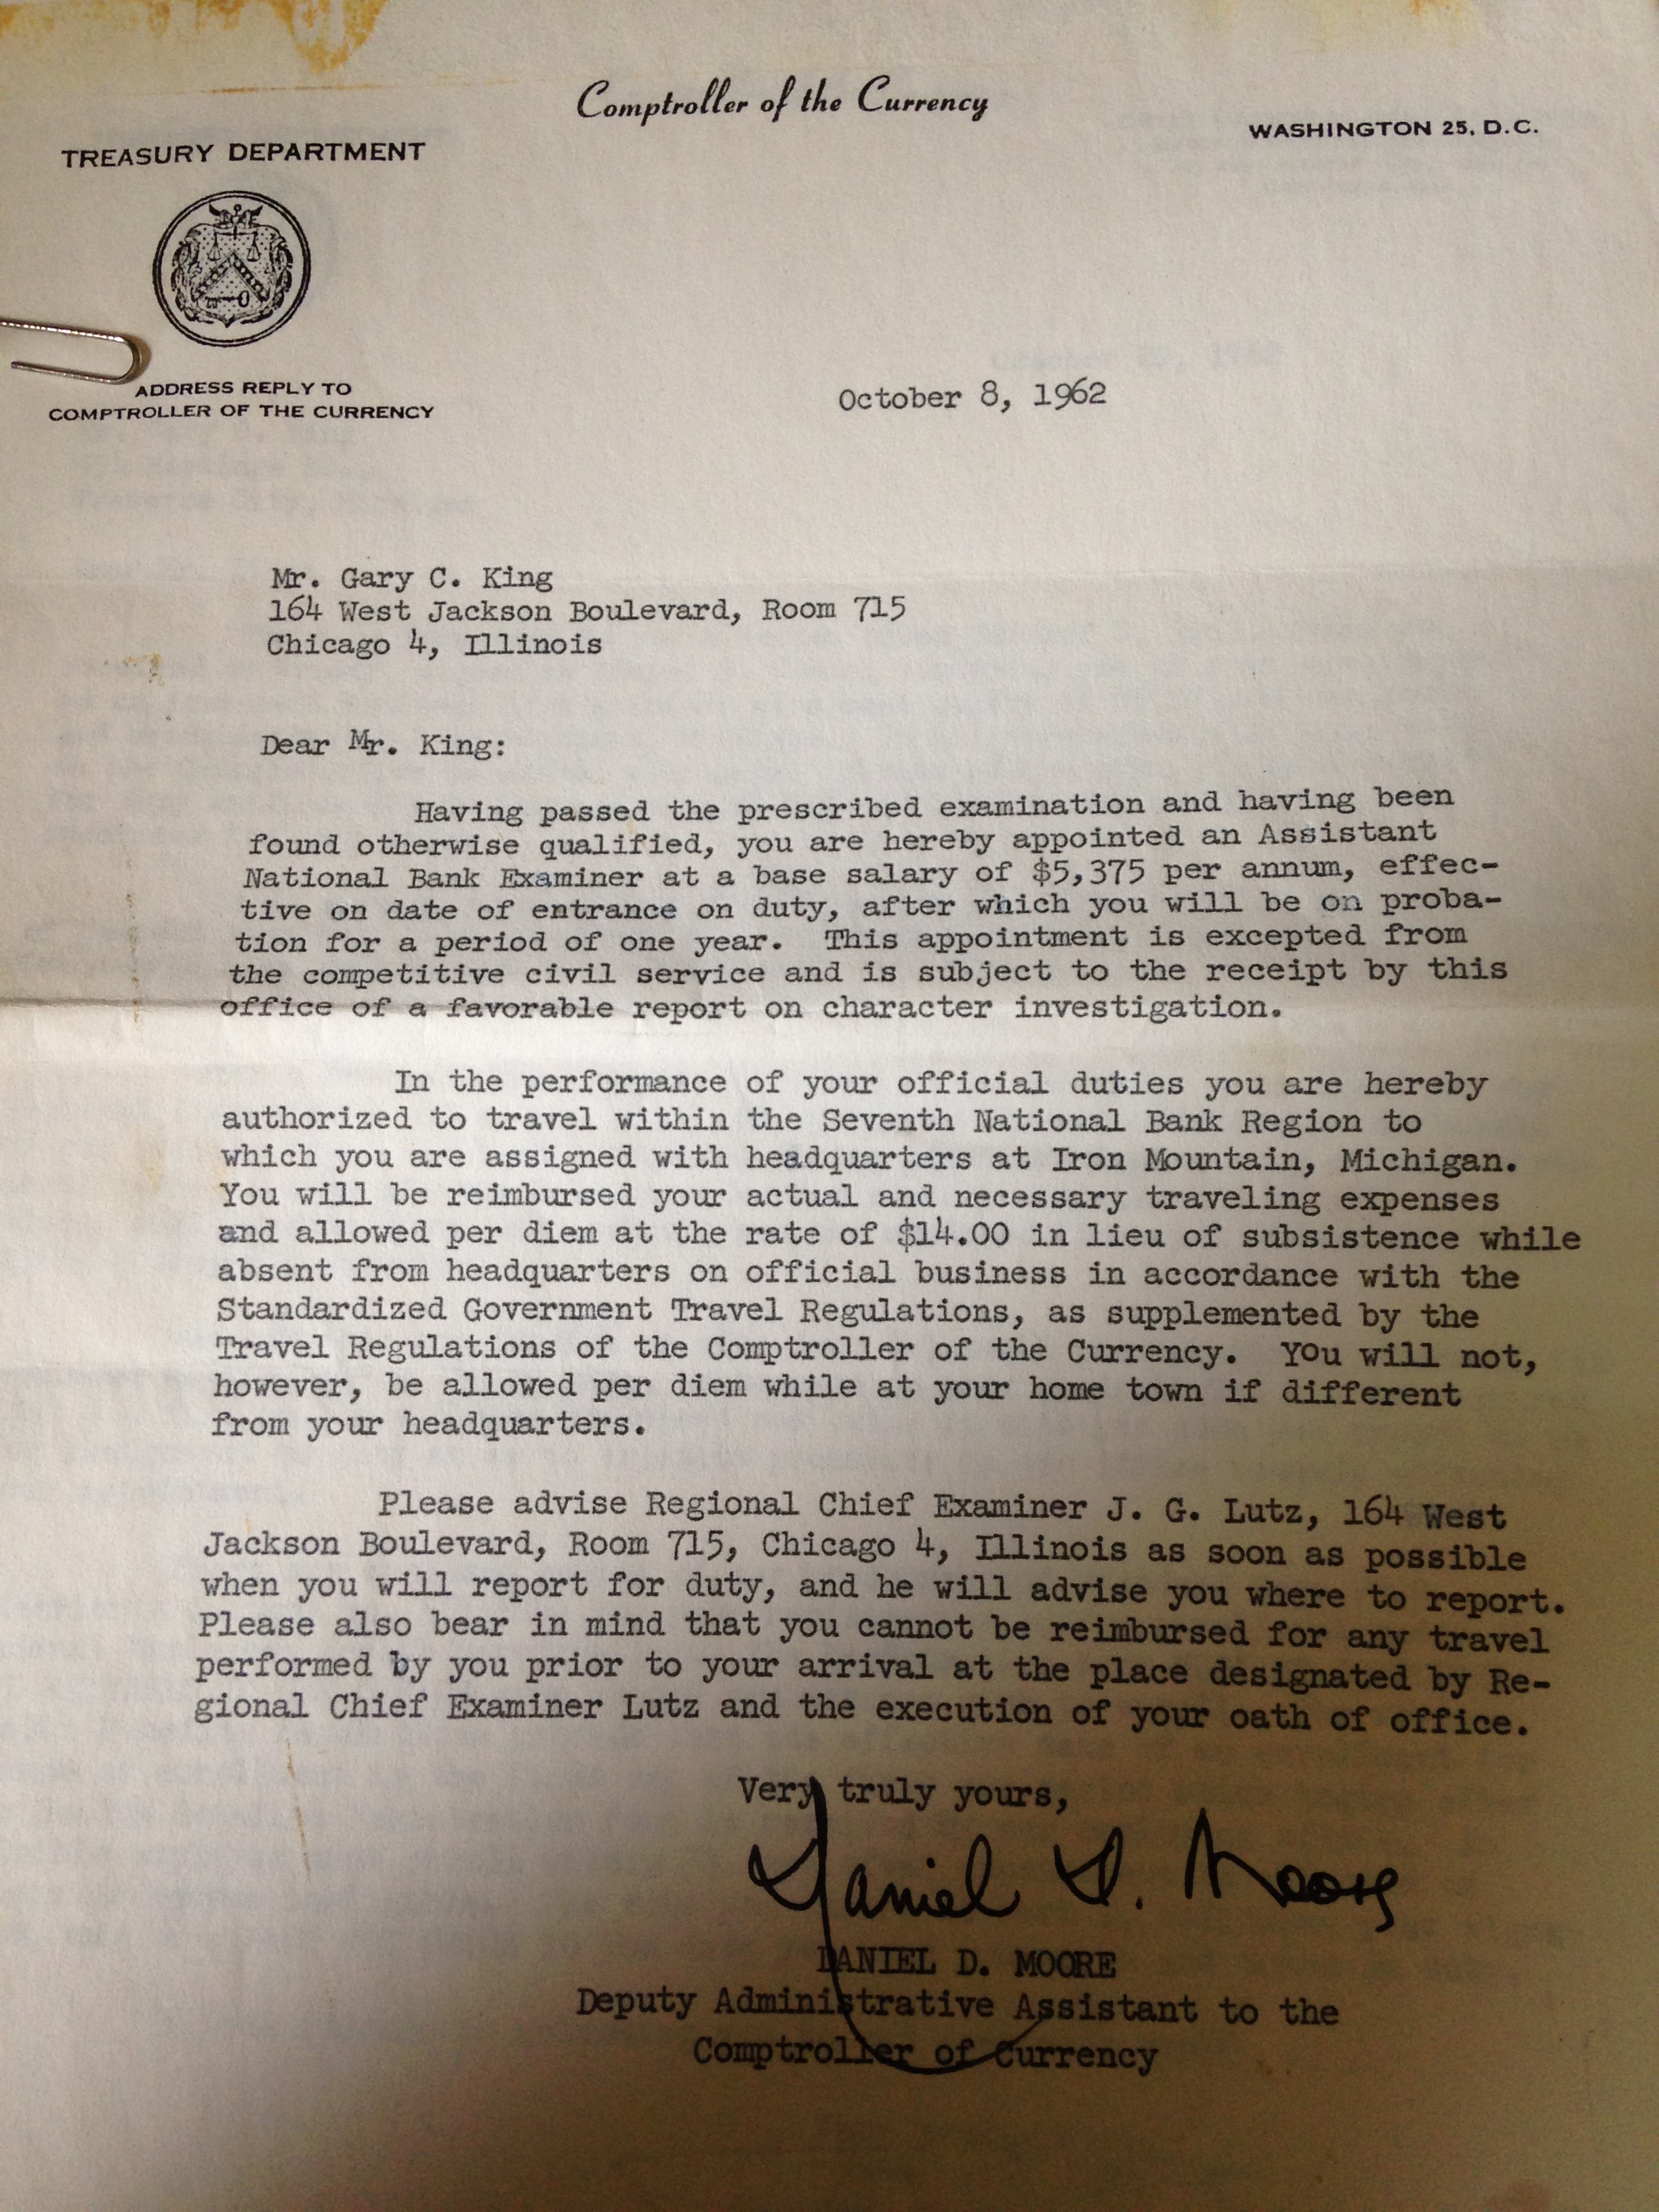 Comptroller of the Currency
WASHINGTON 25, D.C.
TREASURY DEPARTMENT
ADDRESS REPLY TO
COMPTROLLER OF THE CURRENCY
October 8, 1962
Mr. Gary C. King
164 West Jackson Boulevard, Room 715
Chicago 4, Illinois
Dear Mr. King:
Having passed the prescribed examination and having been
found otherwise qualified, you are hereby appointed an Assistant
National Bank Examiner at a base salary of $5,375 per annum, effec-
tive on date of entrance on duty, after which you will be on proba-
tion for a period of one year. This appointment is excepted from
the competitive civil service and is subject to the receipt by this
office of a favorable report on character investigation.
In the performance of your official duties you are hereby
authorized to travel within the Seventh National Bank Region to
which you are assigned with headquarters at Iron Mountain, Michigan.
You will be reimbursed your actual and necessary traveling expenses
and allowed per diem at the rate of $14.00 in lieu of subsistence while
absent from headquarters on official business in accordance with the
Standardized Government Travel Regulations, as supplemented by the
Travel Regulations of the Comptroller of the Currency. You will not,
however, be allowed per diem while at your home town if different
from your headquarters.
Please advise Regional Chief Examiner J. G. Lutz, 164 West
Jackson Boulevard, Room 715, Chicago 4, Illinois as soon as possible
when you will report for duty, and he will advise you where to report.
Please also bear in mind that you cannot be reimbursed for any travel
performed by you prior to your arrival at the place designated by Re-
gional Chief Examiner Lutz and the execution of your oath of office.
Very truly yours,
Daniel D. Moore
DANIEL D. MOORE
Deputy Administrative Assistant to the
Comptroller of Currency